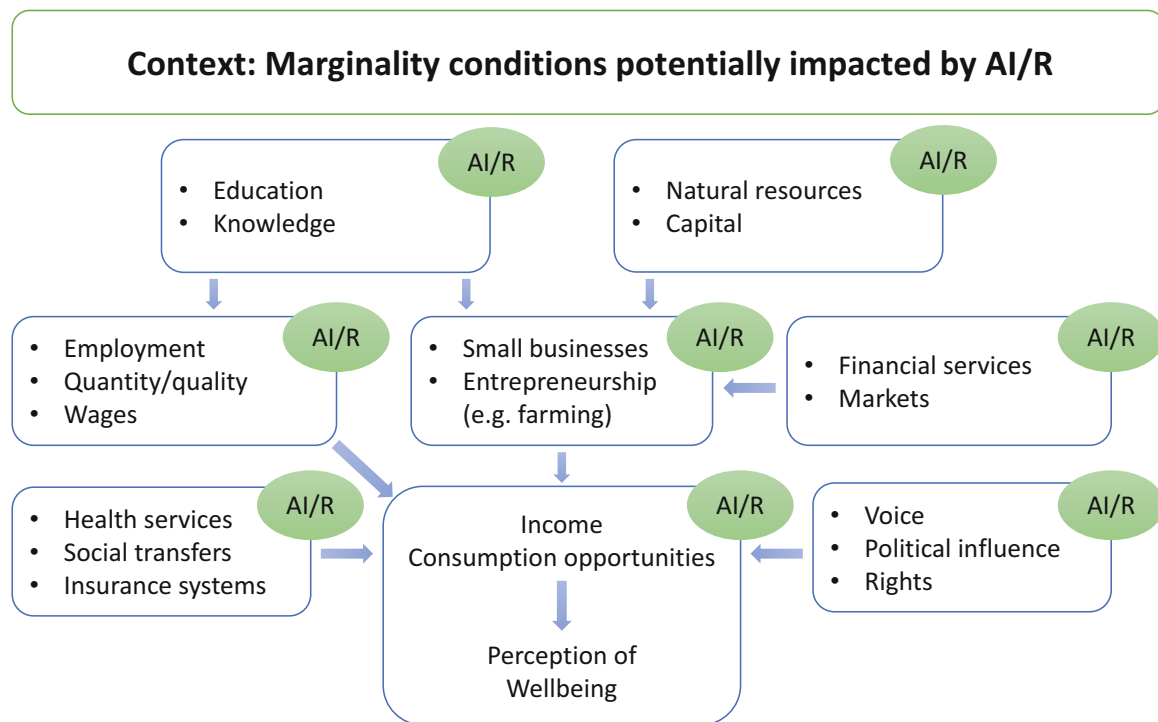 Context: Marginality conditions potentially impacted by AI/R
AI/R
• Education
• Knowledge
AI/R
• Natural resources
• Capital
AI/R
• Employment
• Quantity/quality
• Wages
AI/R
• Small businesses
• Entrepreneurship
(e.g. farming)
AI/R
• Financial services
• Markets
AI/R
• Health services
• Social transfers
• Insurance systems
AI/R
Income
Consumption opportunities
Perception of
Wellbeing
AI/R
• Voice
• Political influence
• Rights